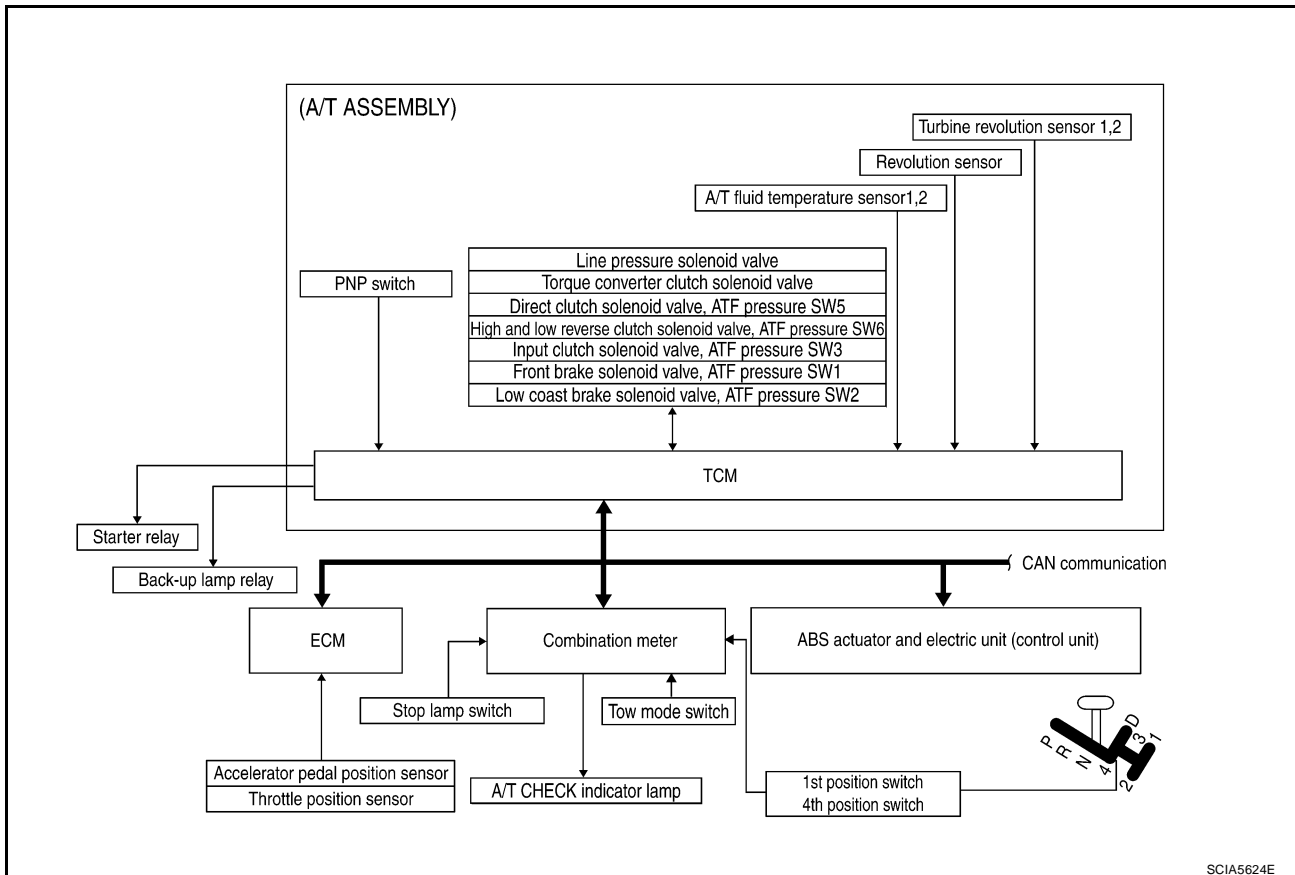 (A/T ASSEMBLY)
Turbine revolution sensor 1,2
Revolution sensor
A/T fluid temperature sensor1,2
Line pressure solenoid valve
Torque converter clutch solenoid valve
Direct clutch solenoid valve, ATF pressure SW5
High and low reverse clutch solenoid valve, ATF pressure SW6
Input clutch solenoid valve, ATF pressure SW3
Front brake solenoid valve, ATF pressure SW1
Low coast brake solenoid valve, ATF pressure SW2
PNP switch
TCM
Starter relay
Back-up lamp relay
CAN communication
ECM
Combination meter
ABS actuator and electric unit (control unit)
Stop lamp switch
Tow mode switch
Accelerator pedal position sensor
Throttle position sensor
A/T CHECK indicator lamp
1st position switch
4th position switch
P R N 4 D 3 2 1
SCIA5624E